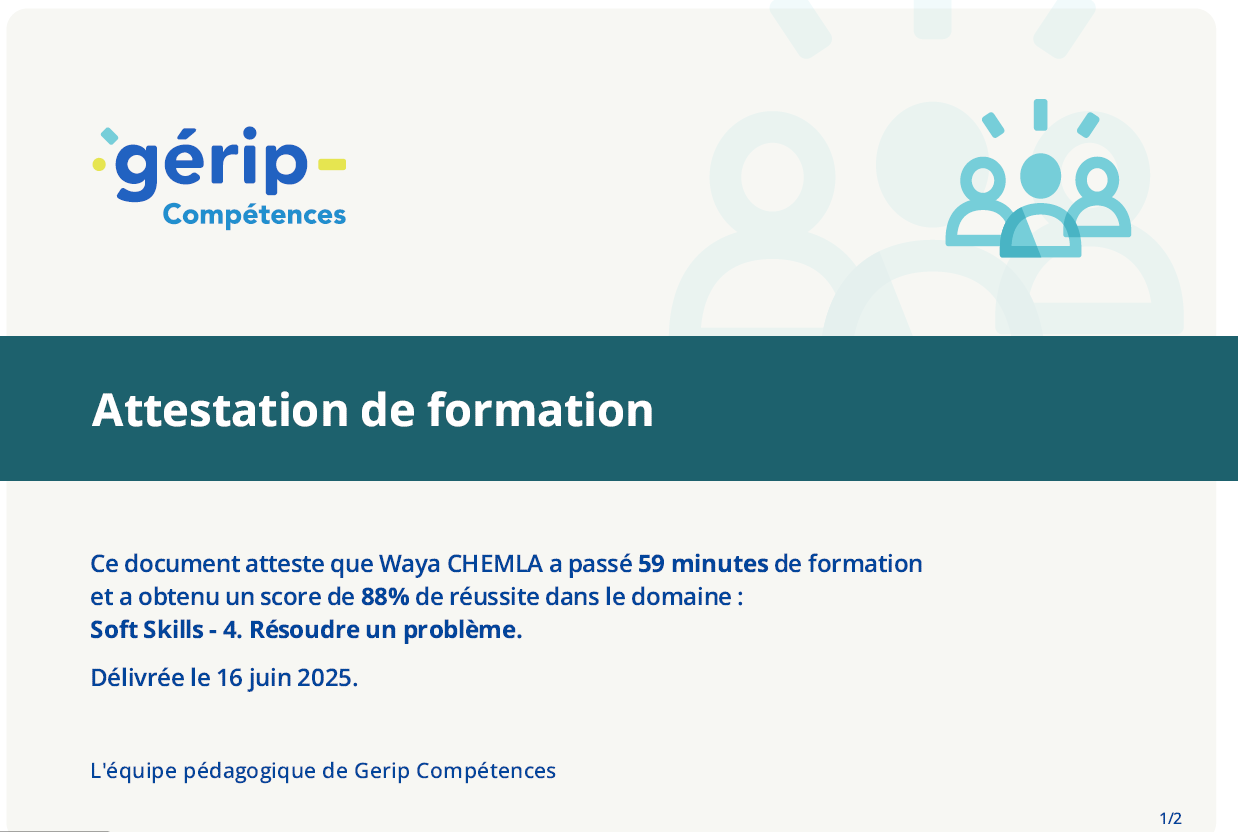 gérip
Compétences
Attestation de formation
Ce document atteste que Waya CHEMLA a passé 59 minutes de formation
et a obtenu un score de 88% de réussite dans le domaine :
Soft Skills - 4. Résoudre un problème.
Délivrée le 16 juin 2025.
L'équipe pédagogique de Gerip Compétences
1/2